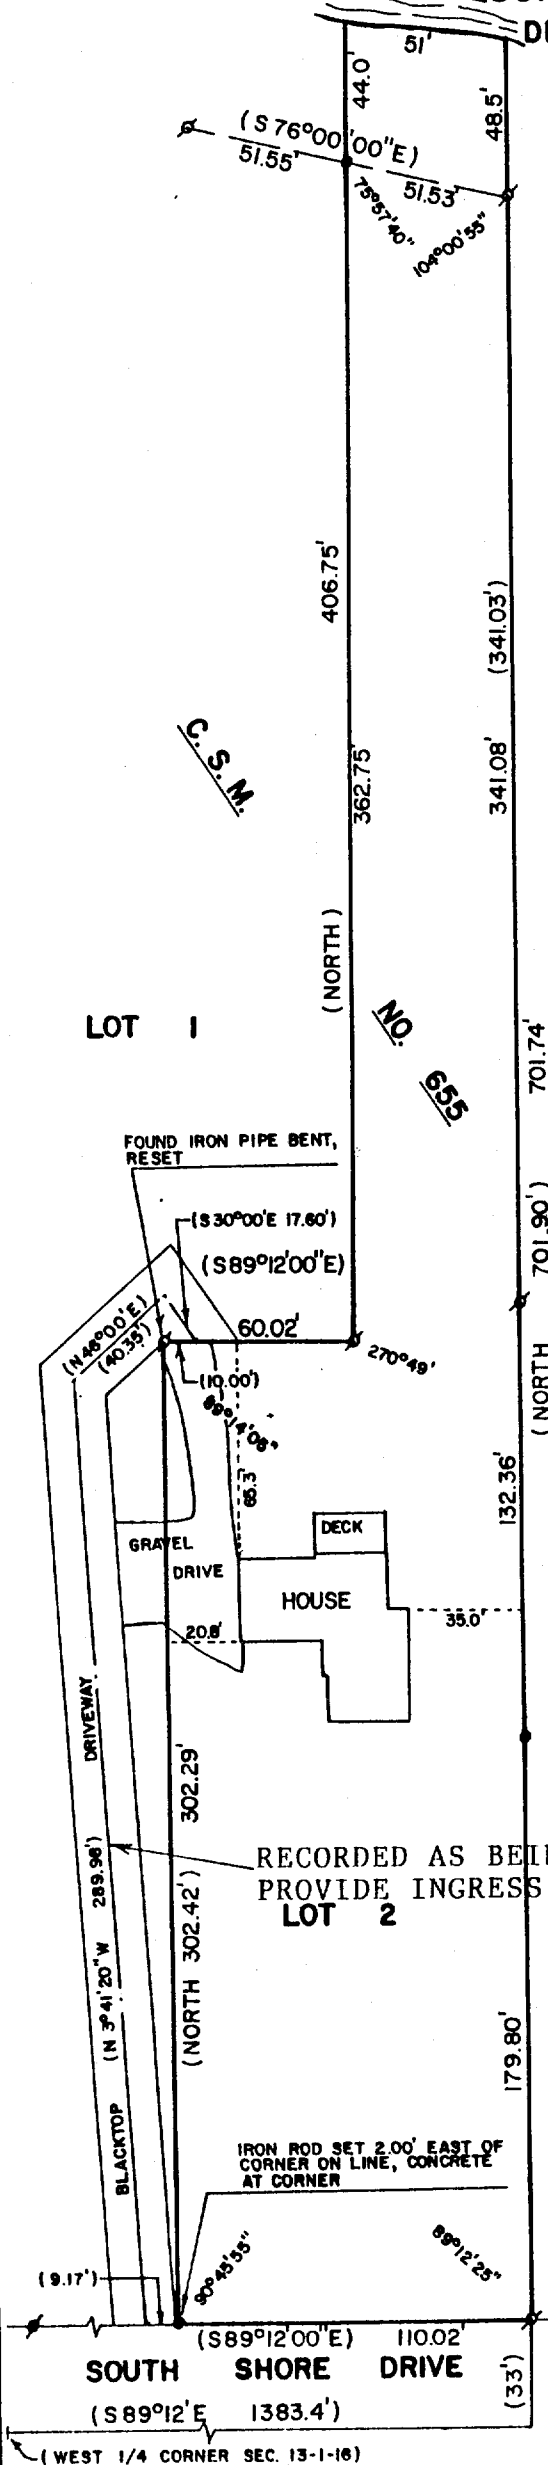 51'
44.0'
48.5'
(S 76°00'00"E)
51.55'
51.53'
75°57'40"
104°00'55"
406.75'
(341.03')
362.75'
341.08'
C. S. M.
(NORTH)
NO. 655
LOT 1
701.74'
FOUND IRON PIPE BENT,
RESET
(S30°00'E 17.60')
(S89°12'00"E)
701.90')
(NORTH
(N46°00'E)
(40.35')
60.02'
270°49'
(10.00')
89°14'05"
65.3'
132.36'
DECK
GRAVEL
DRIVE
HOUSE
35.0'
20.8'
DRIVEWAY
302.29'
(N 3°41'20"W 289.98')
RECORDED AS
PROVIDE INGRESS
LOT 2
(NORTH 302.42')
179.80'
BLACKTOP
IRON ROD SET 2.00' EAST OF
CORNER ON LINE, CONCRETE
AT CORNER
90°45'55"
89°12'25"
(9.17')
(S89°12'00"E) 110.02'
SOUTH SHORE DRIVE
(33')
(S89°12'E 1383.4')
(WEST 1/4 CORNER SEC. 13-1-16)